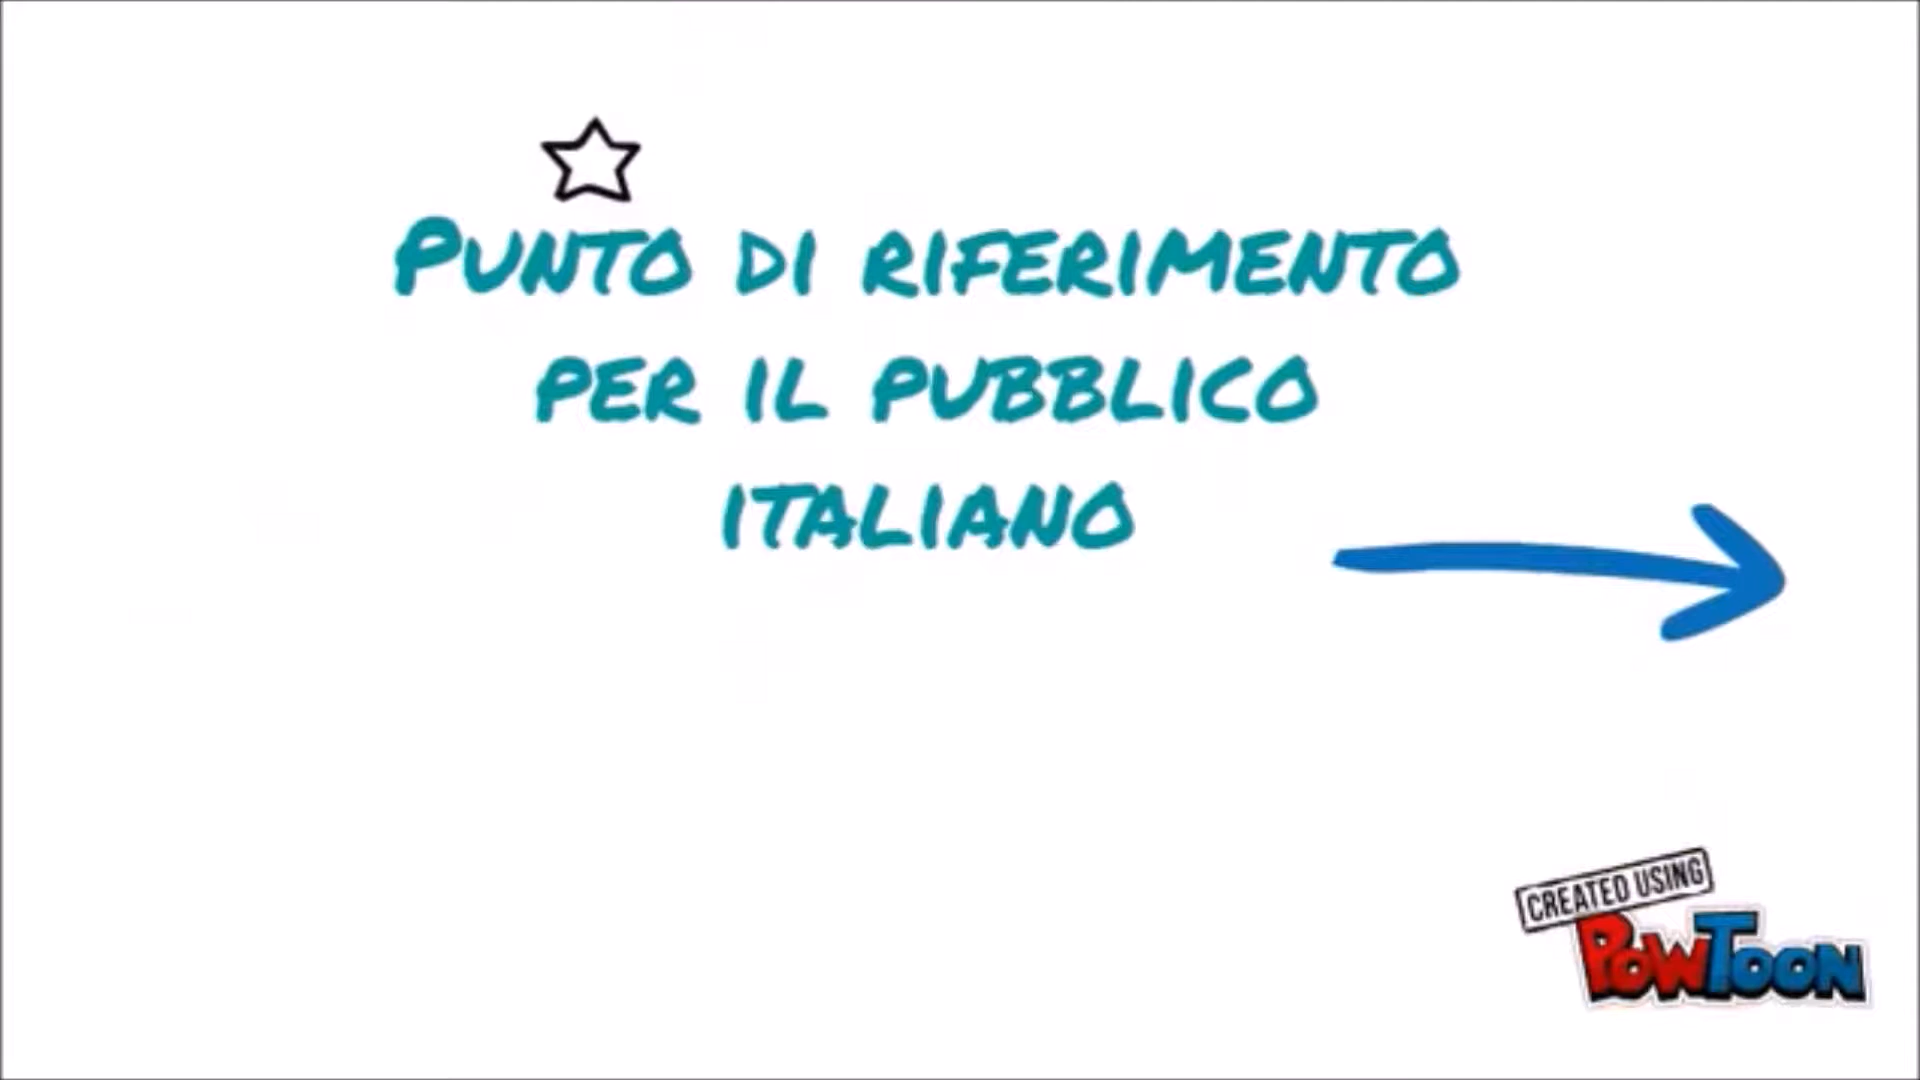 Punto di riferimento
per il pubblico
italiano
CREATED USING
PowToon